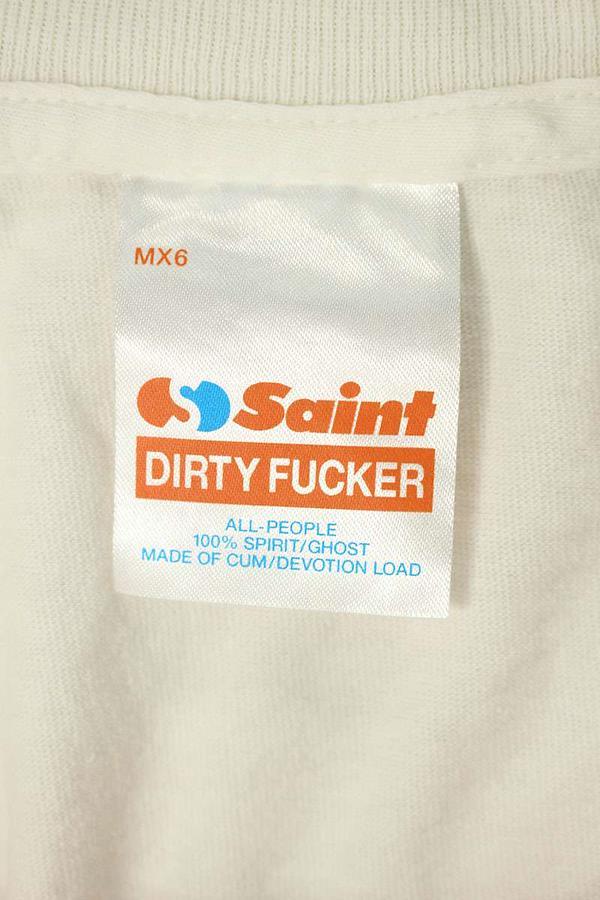 MX6
Saint
DIRTY FUCKER
ALL-PEOPLE
100% SPIRIT/GHOST
MADE OF CUM/DEVOTION LOAD